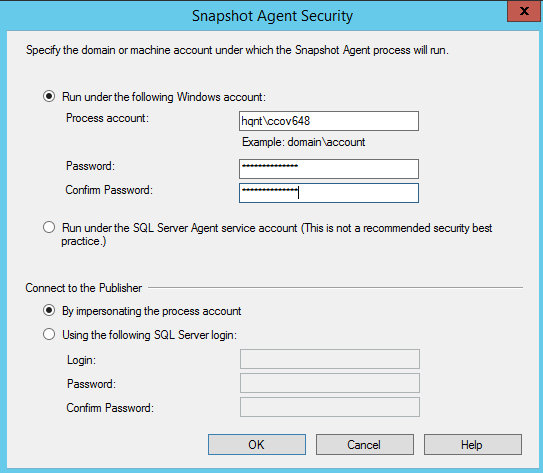 Snapshot Agent Security
x
Specify the domain or machine account under which the Snapshot Agent process will run.
Run under the following Windows account:
Process account:
hqnt\ccov648
Example: domain\account
Password:
*************
Confirm Password:
*************
Run under the SQL Server Agent service account (This is not a recommended security best
practice.)
Connect to the Publisher
By impersonating the process account
Using the following SQL Server login:
Login:
Password:
Confirm Password:
OK
Cancel
Help